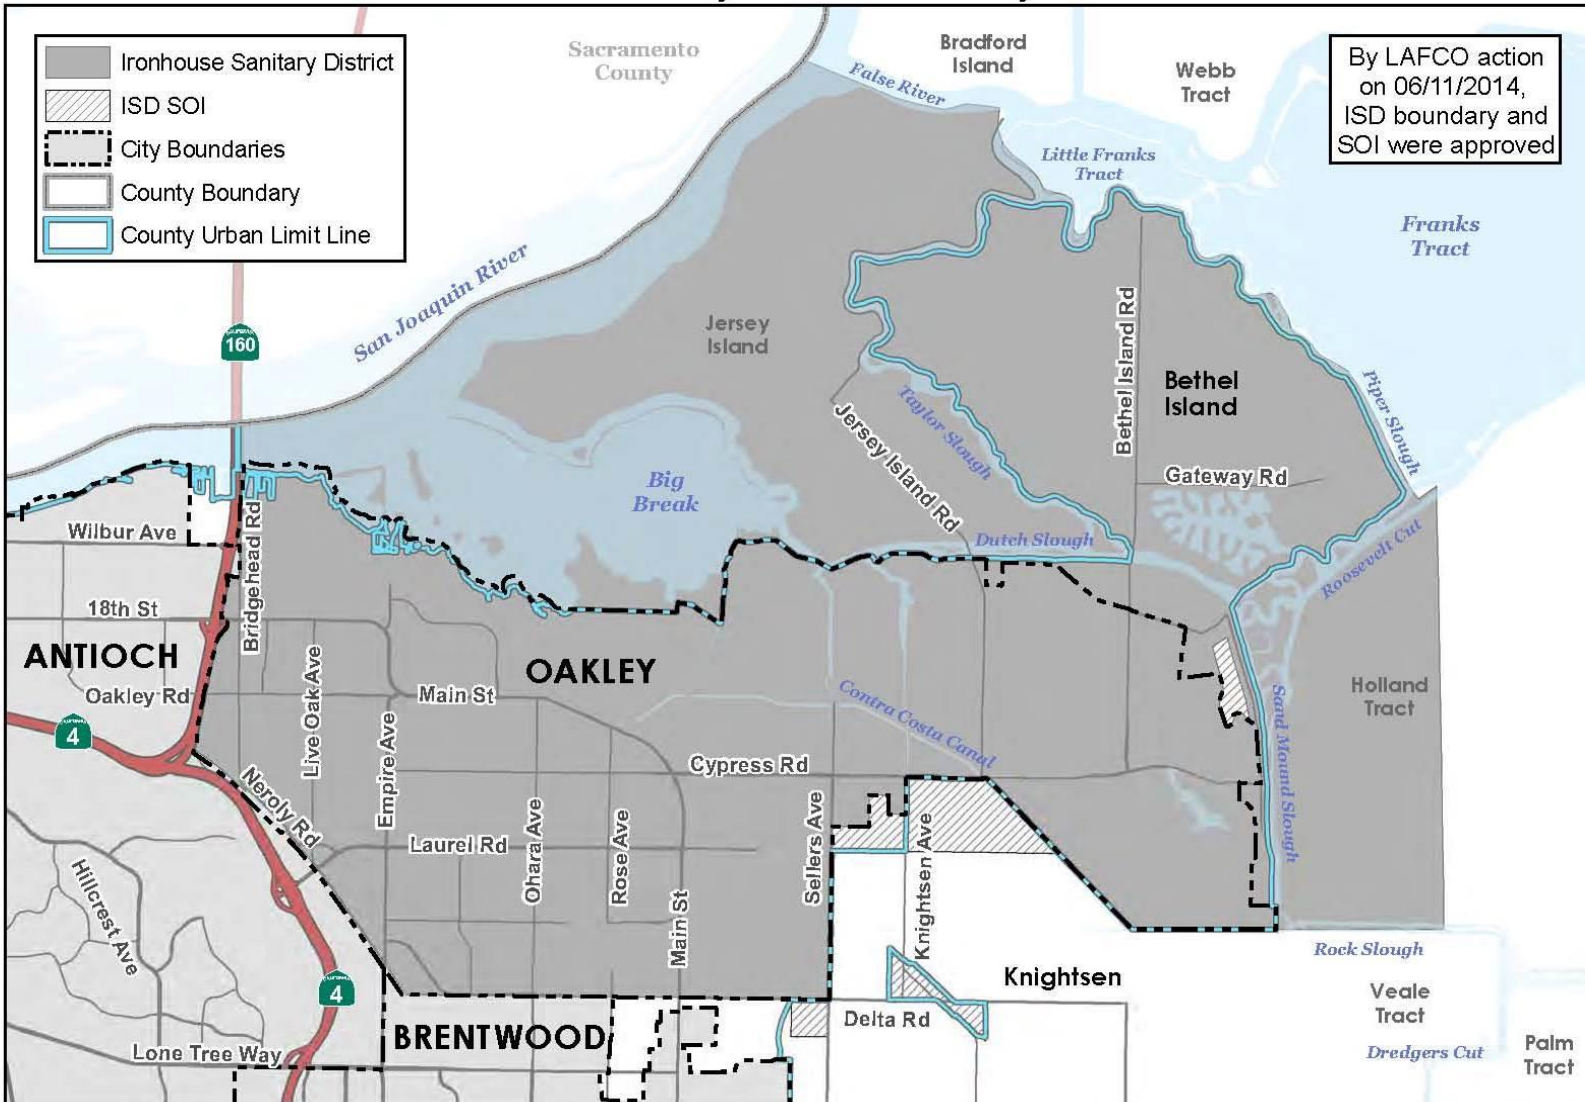 Ironhouse Sanitary District
ISD SOI
City Boundaries
County Boundary
County Urban Limit Line
By LAFCO action
on 06/11/2014,
ISD boundary and
SOI were approved
Sacramento
County
Bradford
Island
Webb
Tract
False River
Little Franks
Tract
Franks
Tract
San Joaquin River
160
Jersey
Island
Bethel Island Rd
Bethel
Island
Piper Slough
Taylor Slough
Jersey Island Rd
Gateway Rd
Big
Break
Dutch Slough
Roosevelt Cut
Wilbur Ave
Bridgehead Rd
18th St
ANTIOCH
Oakley Rd
4
Live Oak Ave
Main St
OAKLEY
Contra Costa Canal
Holland
Tract
Sand Mound Slough
Empire Ave
Cypress Rd
Neroly Rd
Laurel Rd
Ohara Ave
Rose Ave
Main St
Sellers Ave
Knightsen Ave
Hillcrest Ave
4
Knightsen
Rock Slough
Veale
Tract
Delta Rd
BRENTWOOD
Lone Tree Way
Dredgers Cut
Palm
Tract